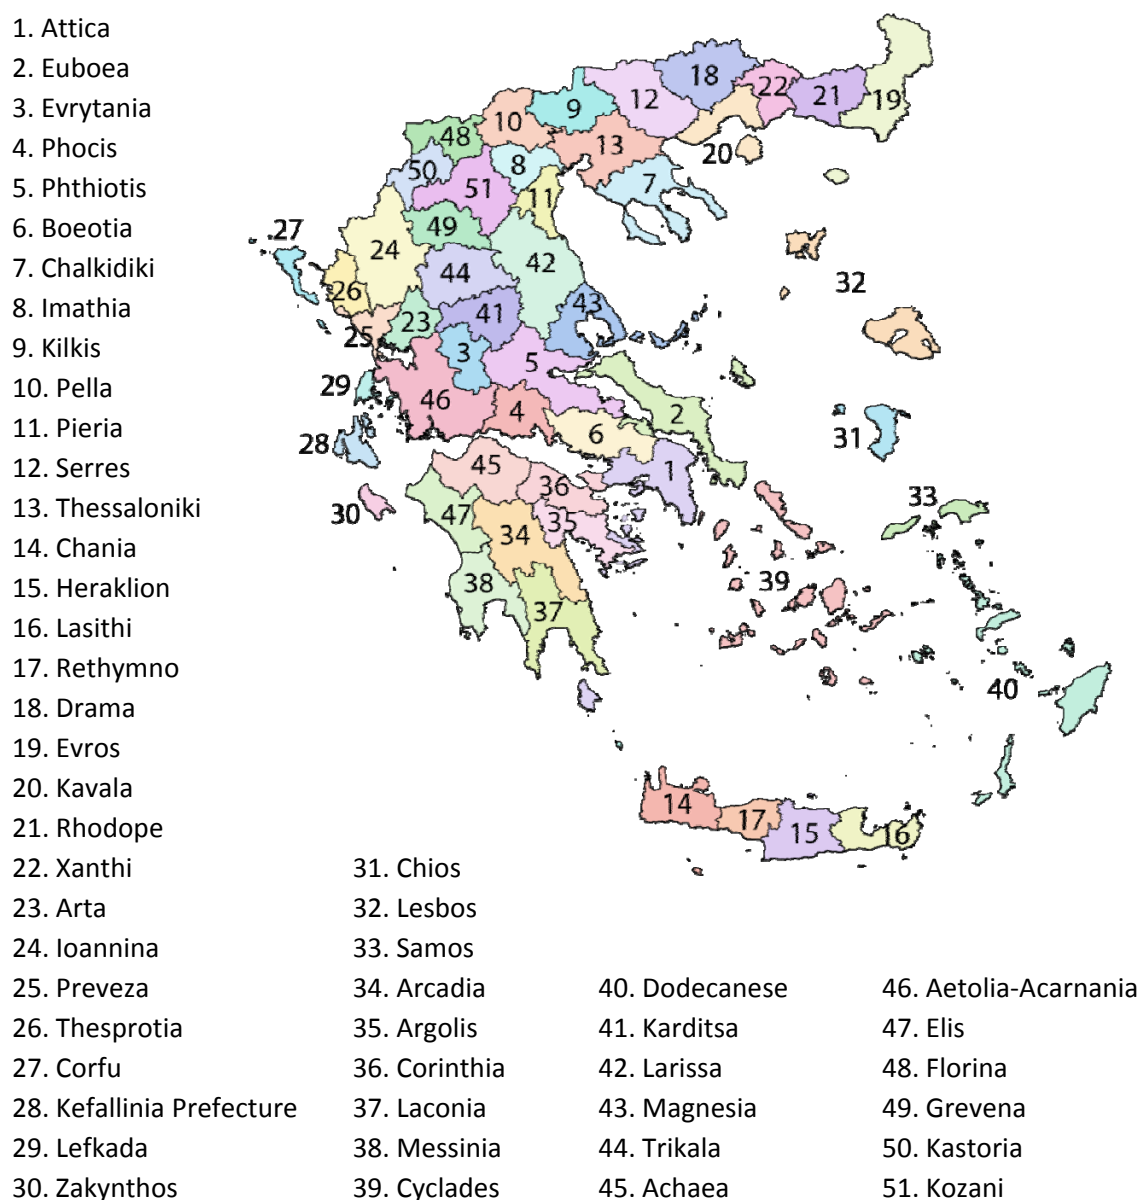 1. Attica
2. Euboea
3. Evrytania
4. Phocis
5. Phthiotis
6. Boeotia
7. Chalkidiki
8. Imathia
9. Kilkis
10. Pella
11. Pieria
12. Serres
13. Thessaloniki
14. Chania
15. Heraklion
16. Lasithi
17. Rethymno
18. Drama
19. Evros
20. Kavala
21. Rhodope
22. Xanthi
23. Arta
24. Ioannina
25. Preveza
26. Thesprotia
27. Corfu
28. Kefallinia Prefecture
29. Lefkada
30. Zakynthos
31. Chios
32. Lesbos
33. Samos
34. Arcadia
35. Argolis
36. Corinthia
37. Laconia
38. Messinia
39. Cyclades
40. Dodecanese
41. Karditsa
42. Larissa
43. Magnesia
44. Trikala
45. Achaea
46. Aetolia-Acarnania
47. Elis
48. Florina
49. Grevena
50. Kastoria
51. Kozani
18
22
12
21
19
9
10
48
13
20
8
50
51
7
11
49
27
24
42
44
26
32
43
41
23
25
3
5
29
46
4
2
6
31
28
45
1
36
33
30
47
35
34
38
39
37
40
14
17
15
16